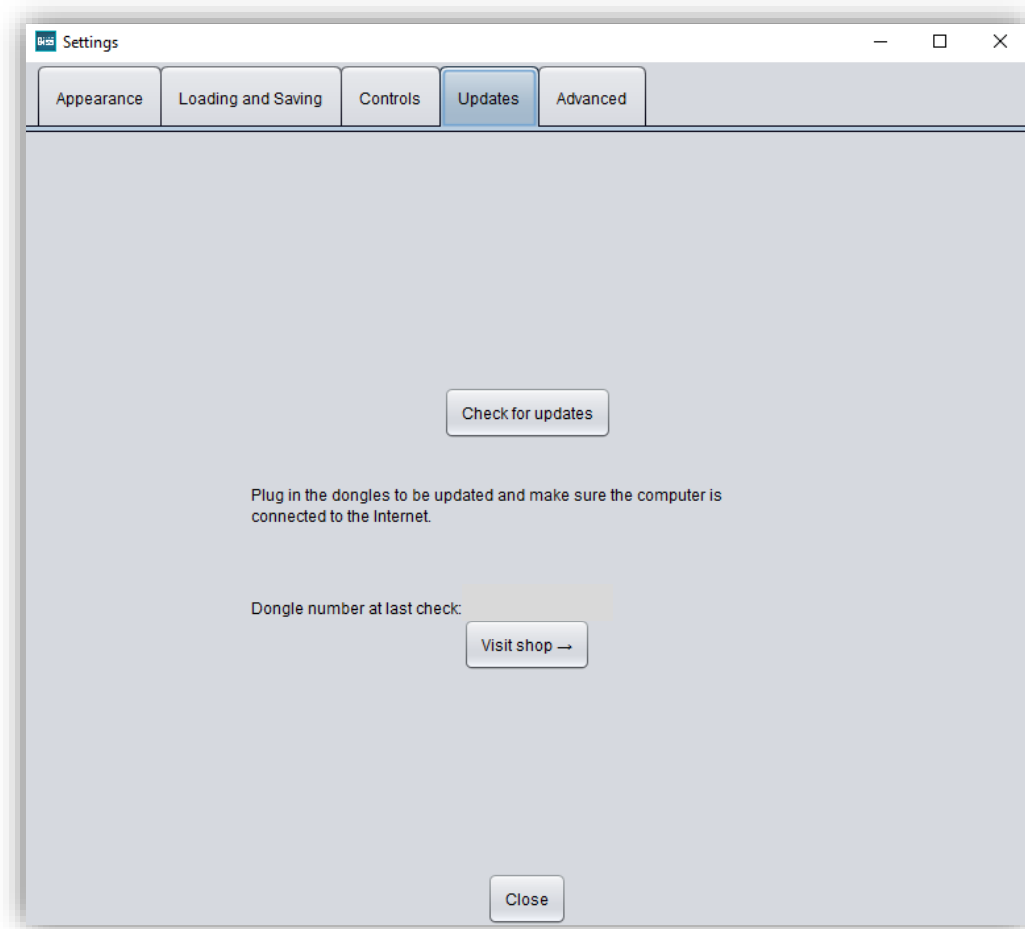 Settings
Appearance Loading and Saving Controls Updates Advanced
Check for updates
Plug in the dongles to be updated and make sure the computer is
connected to the Internet.
Dongle number at last check:
Visit shop →
Close